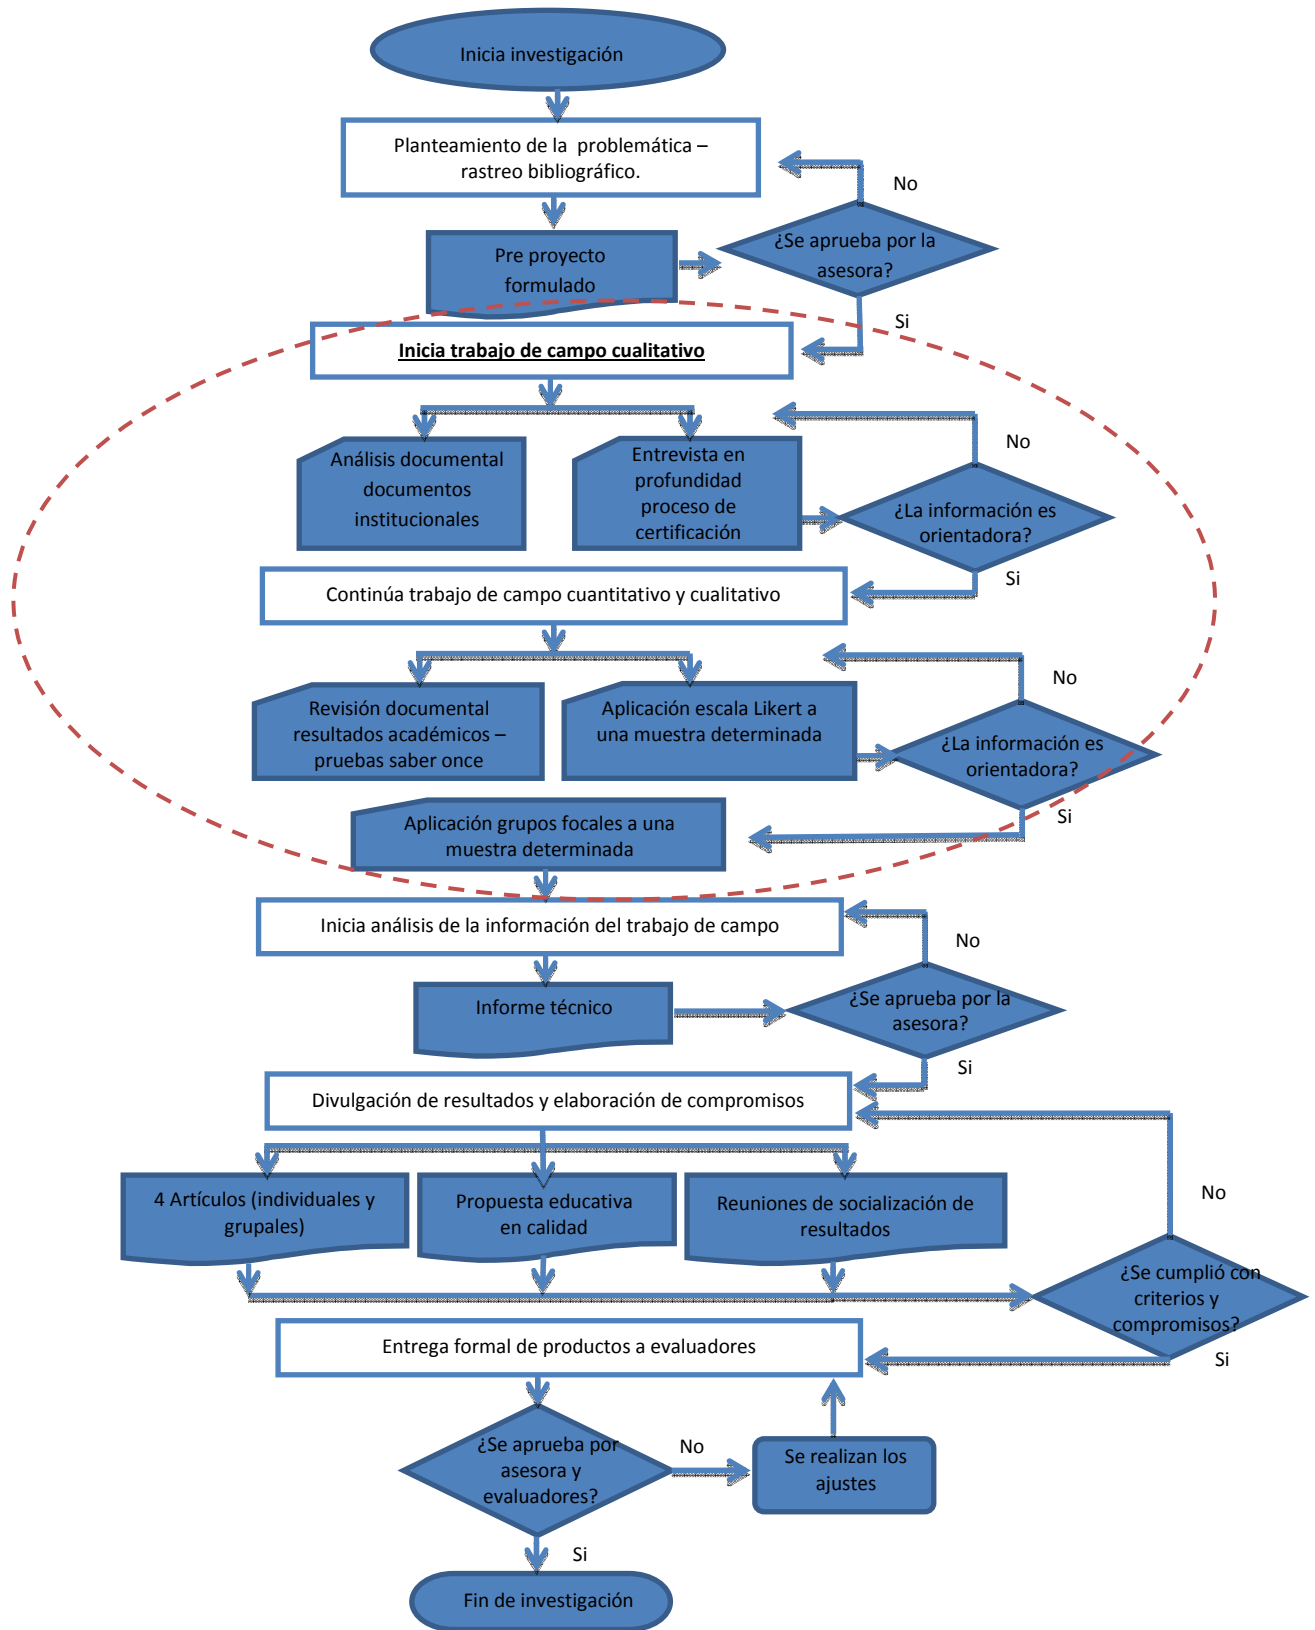 Inicia investigación
Planteamiento de la problemática –
rastreo bibliográfico.
No
¿Se aprueba por la
asesora?
Pre proyecto
formulado
Si
Inicia trabajo de campo cualitativo
No
Análisis documental
documentos
institucionales
Entrevista en
profundidad
proceso de
certificación
¿La información es
orientadora?
Si
Continúa trabajo de campo cuantitativo y cualitativo
No
Revisión documental
resultados académicos –
pruebas saber once
Aplicación escala Likert a
una muestra determinada
¿La información es
orientadora?
Si
Aplicación grupos focales a una
muestra determinada
Inicia análisis de la información del trabajo de campo
No
Informe técnico
¿Se aprueba por la
asesora?
Si
Divulgación de resultados y elaboración de compromisos
No
4 Artículos (individuales y
grupales)
Propuesta educativa
en calidad
Reuniones de socialización de
resultados
¿Se cumplió con
criterios y
compromisos?
Si
Entrega formal de productos a evaluadores
¿Se aprueba por
asesora y
evaluadores?
No
Se realizan los
ajustes
Si
Fin de investigación